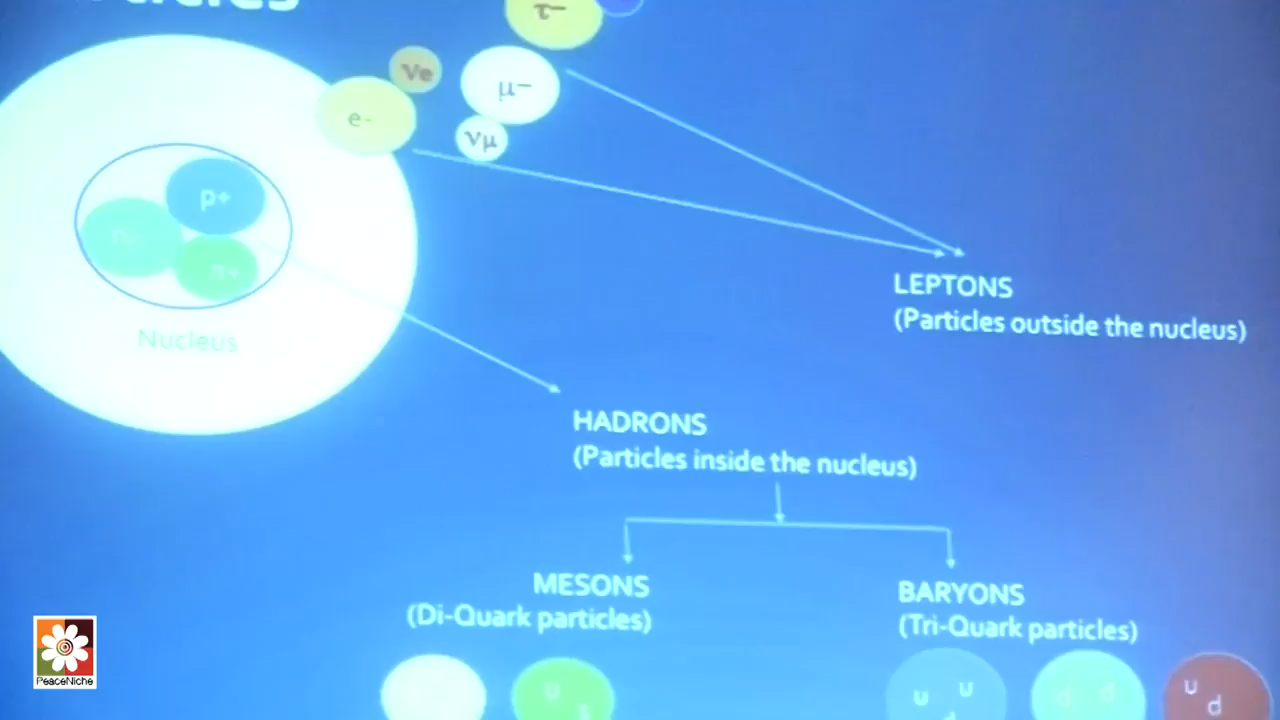 τ−
νe
μ−
e-
νμ
p+
π+
Nucleus
LEPTONS
(Particles outside the nucleus)
HADRONS
(Particles inside the nucleus)
MESONS
(Di-Quark particles)
BARYONS
(Tri-Quark particles)
u
u u
d d
u d
PeaceNiche